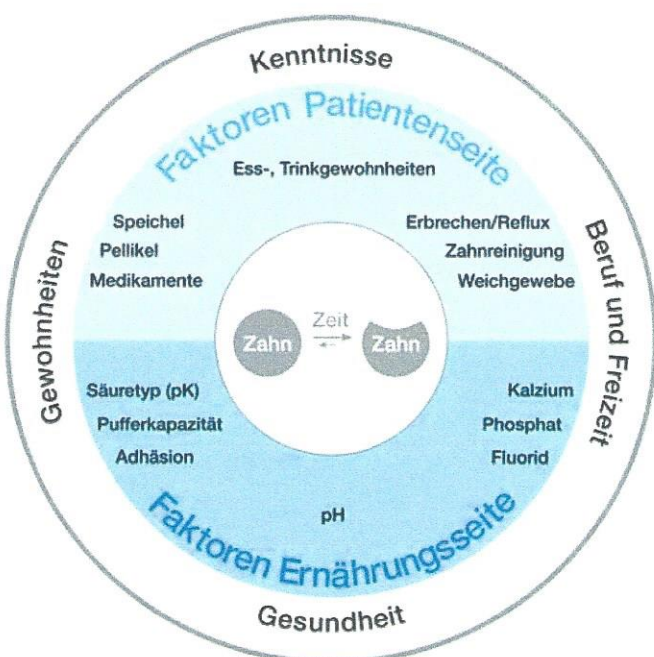 Kenntnisse
Faktoren Patientenseite
Ess-, Trinkgewohnheiten
Speichel
Pellikel
Medikamente
Erbrechen/Reflux
Zahnreinigung
Weichgewebe
Gewohnheiten
Beruf und Freizeit
Zahn
Zeit
Zahn
Säuretyp (pK)
Pufferkapazität
Adhäsion
Kalzium
Phosphat
Fluorid
pH
Faktoren Ernährungsseite
Gesundheit